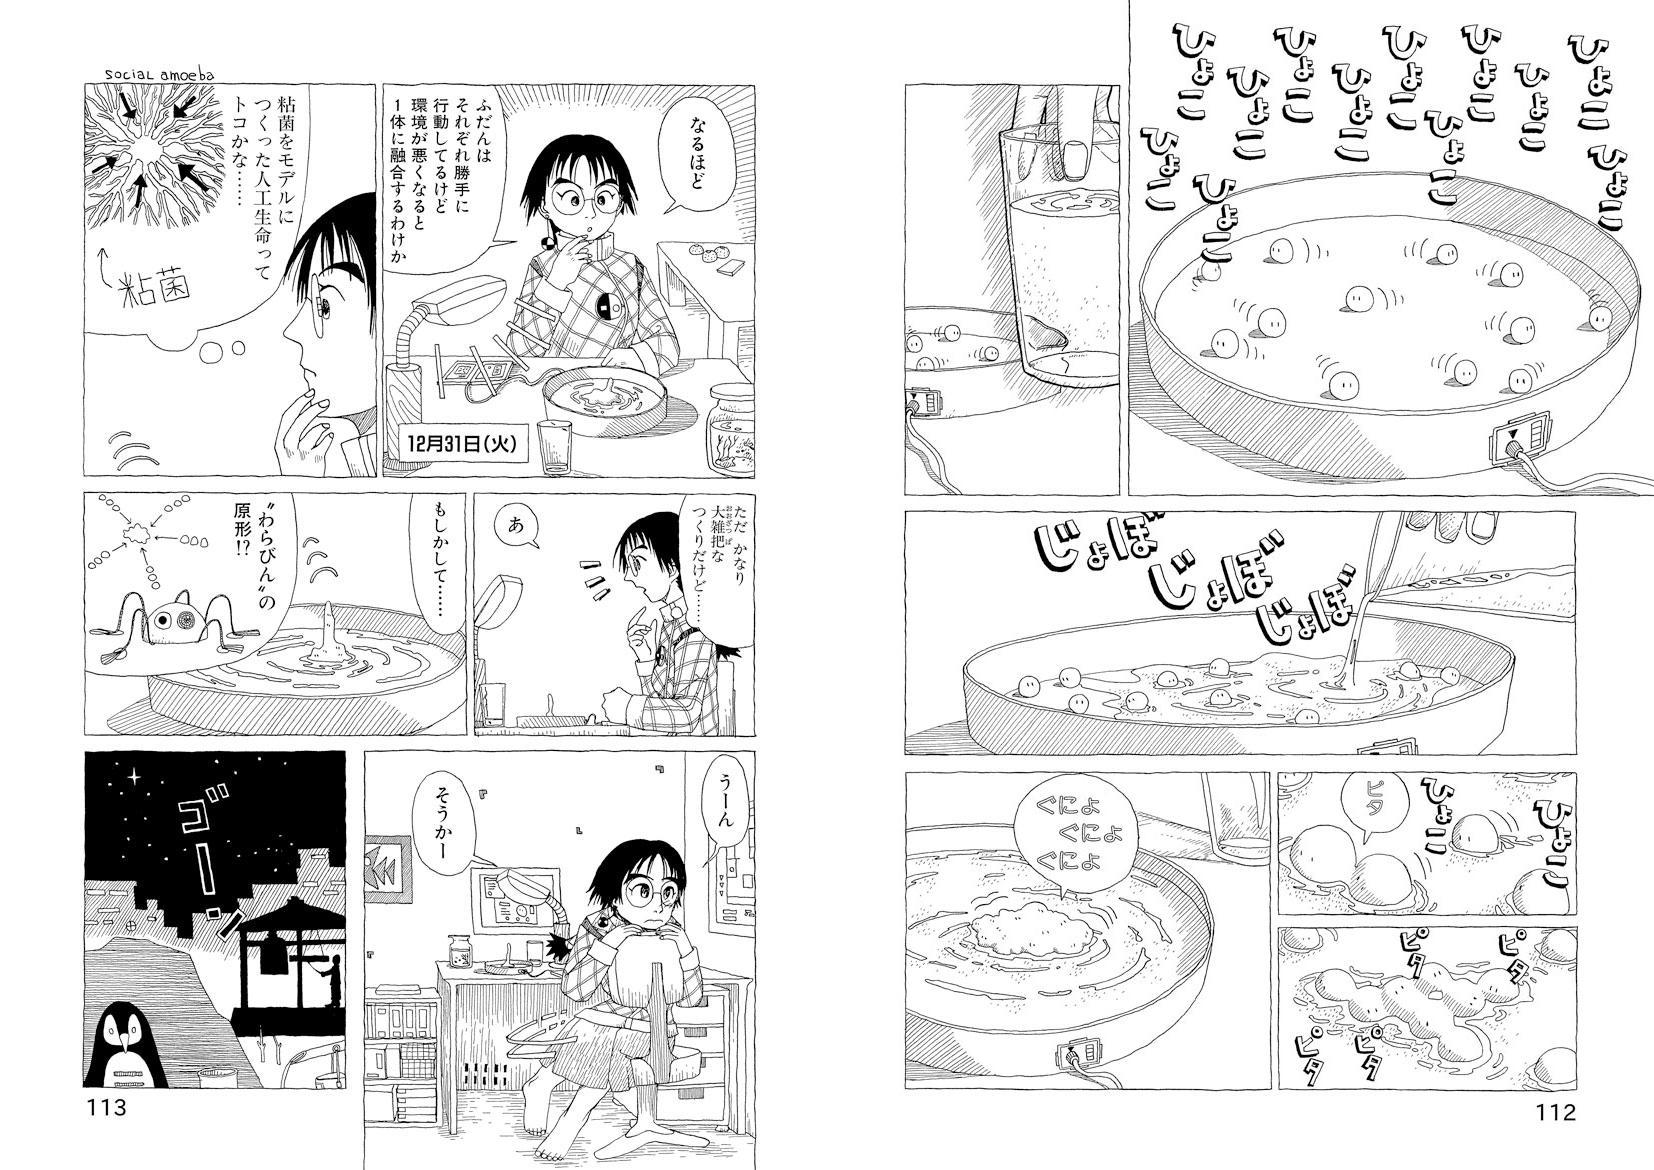 ひょこ
ひょこ
ひょこ
ひょこ
ひょこ
ひょこ
ひょこ
ひょこ
ひょこ
ひょこ
ひょこ
ひょこ
じょぼ
じょぼ
じょぼ
ひょこ
ひょこ
ピタ
ピタ
ピタ
ピタ
ピタ
ぐにょ
ぐにょ
ぐにょ
112
なるほど
ふだんは
それぞれ勝手に
行動してるけど
環境が悪くなると
1体に融合するわけか
12月31日(火)
social amoeba
粘菌をモデルに
つくった人工生命って
トコかな……
粘菌
ただ かなり
大雑把な
おおざっぱ
つくりだけど……
あ
もしかして……
〝わらびん〟の
原形!?
うーん
そうかー
ゴーン
113